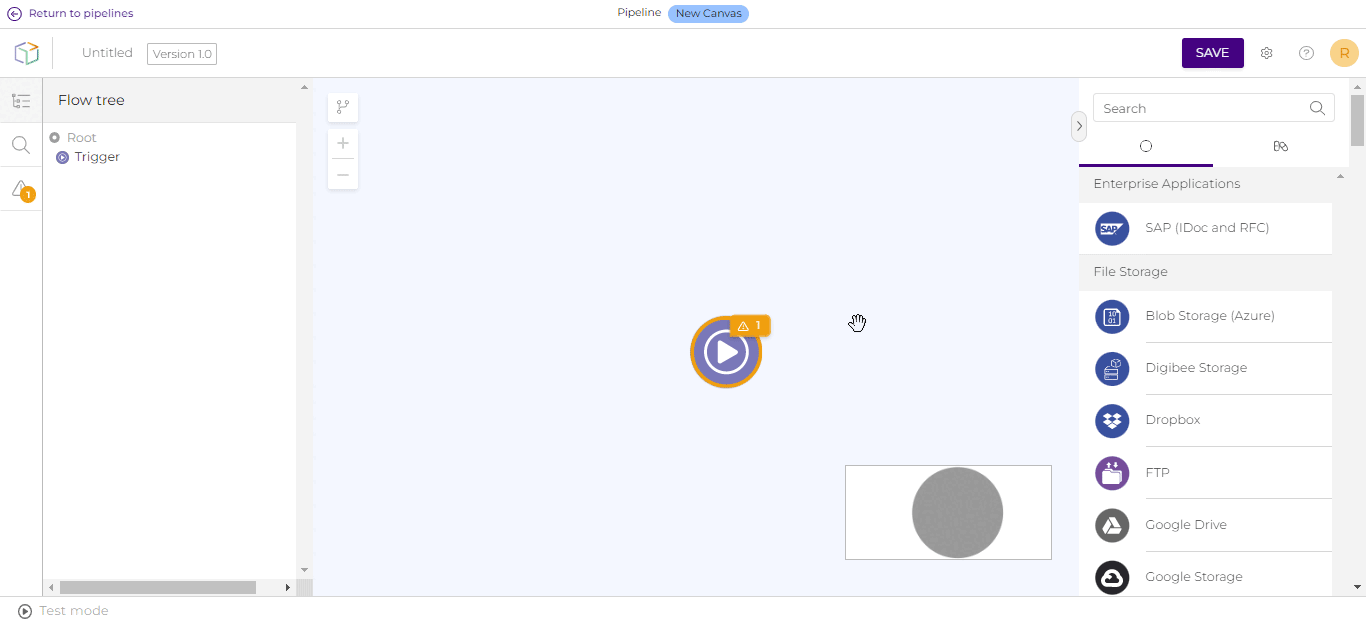 Return to pipelines
Pipeline New Canvas
Untitled Version 1.0
SAVE
R
Flow tree
Root
Trigger
1
1
Search
Enterprise Applications
SAP SAP (IDoc and RFC)
File Storage
10
01
Blob Storage (Azure)
Digibee Storage
Dropbox
FTP
Google Drive
Google Storage
Test mode